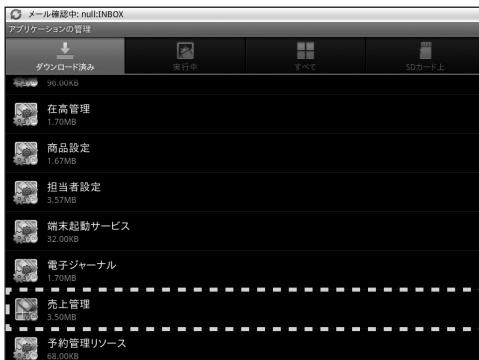 メール確認中: null:INBOX
アプリケーションの管理
ダウンロード済み 実行中 すべて SDカード上
96.00KB
在高管理
1.70MB
商品設定
1.67MB
担当者設定
3.57MB
端末起動サービス
32.00KB
電子ジャーナル
1.70MB
売上管理
3.50MB
予約管理リソース
68.00KB